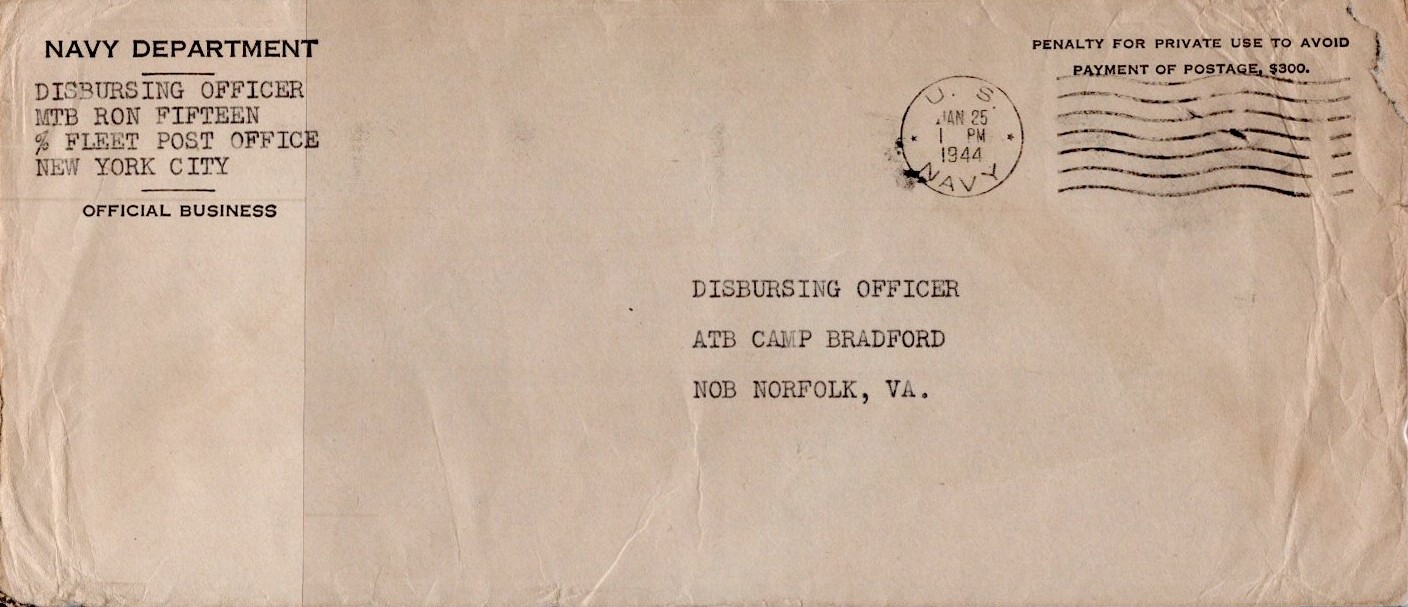 NAVY DEPARTMENT
DISBURSING OFFICER
MTB RON FIFTEEN
% FLEET POST OFFICE
NEW YORK CITY
OFFICIAL BUSINESS
PENALTY FOR PRIVATE USE TO AVOID
PAYMENT OF POSTAGE, $300.
U. S.
JAN 25
1 PM
1944
NAVY
DISBURSING OFFICER
ATB CAMP BRADFORD
NOB NORFOLK, VA.